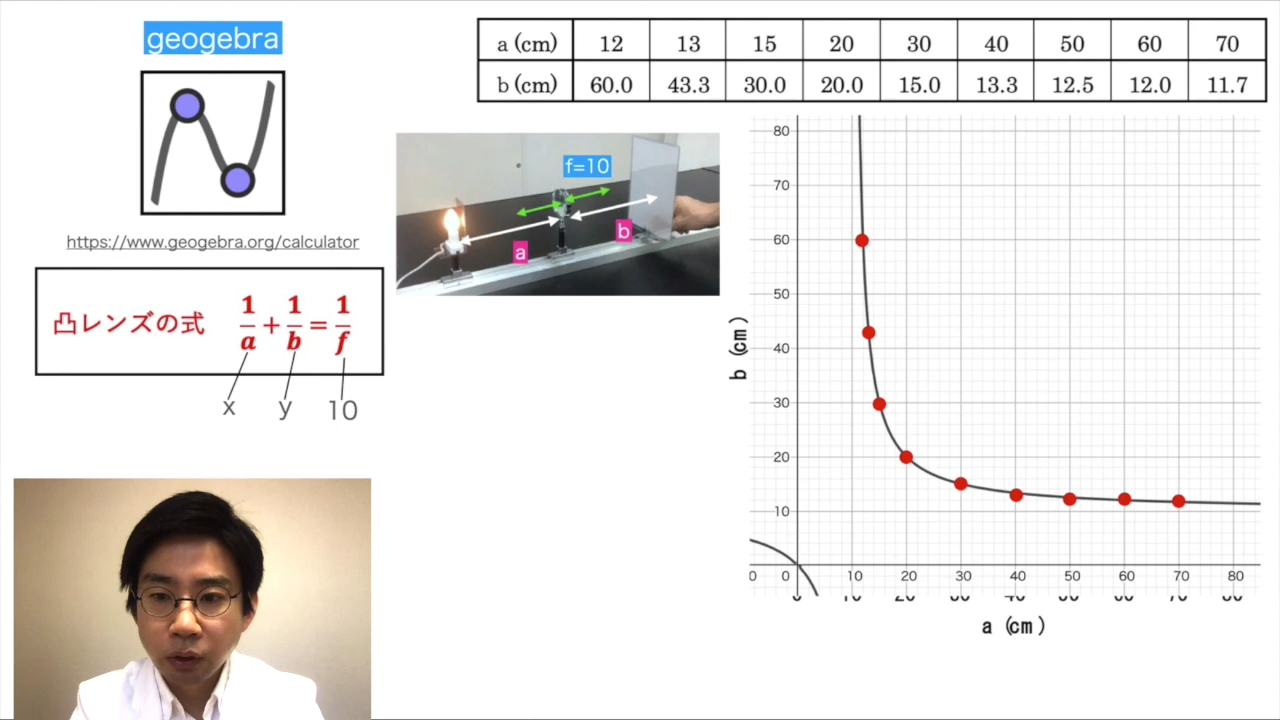 geogebra
https://www.geogebra.org/calculator
凸レンズの式 1/a + 1/b = 1/f
x y 10
a (cm) 12 13 15 20 30 40 50 60 70
b (cm) 60.0 43.3 30.0 20.0 15.0 13.3 12.5 12.0 11.7
f=10
a
b
80
70
60
50
40
30
20
10
b (cm)
0 0 10 20 30 40 50 60 70 80
a (cm)